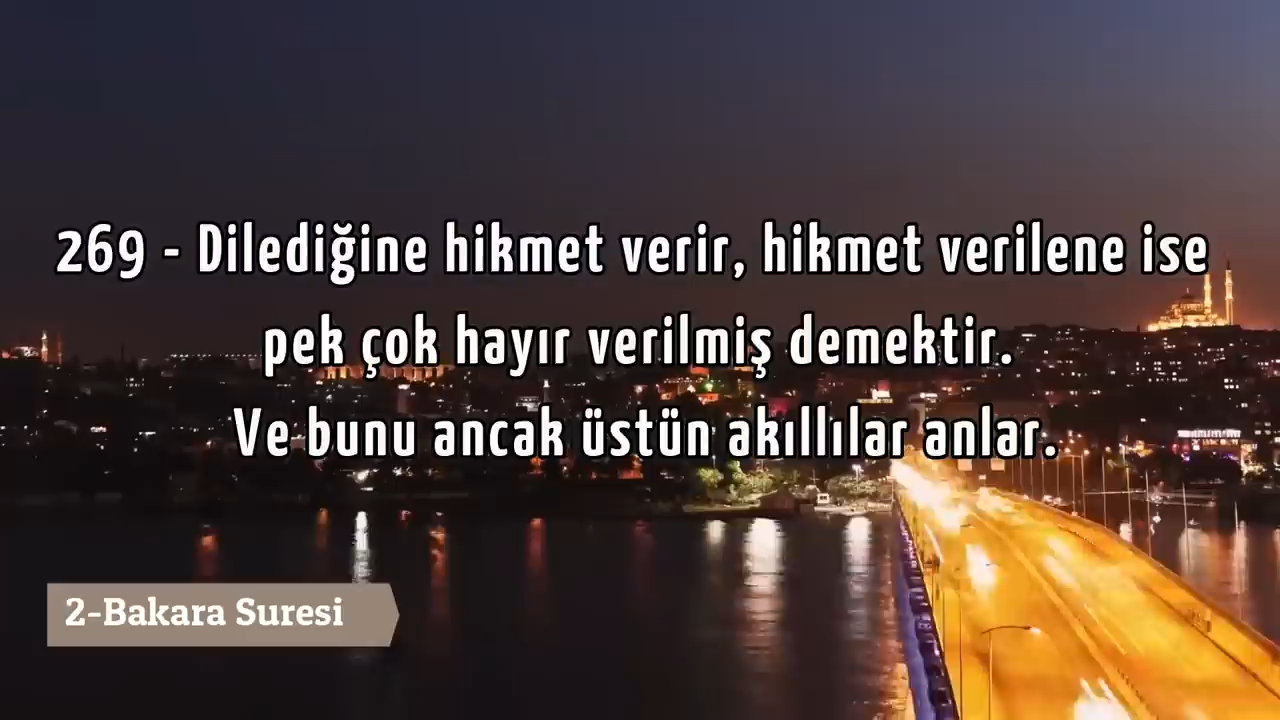 269 - Dilediğine hikmet verir, hikmet verilene ise
pek çok hayır verilmiş demektir.
Ve bunu ancak üstün akıllılar anlar.
2-Bakara Suresi